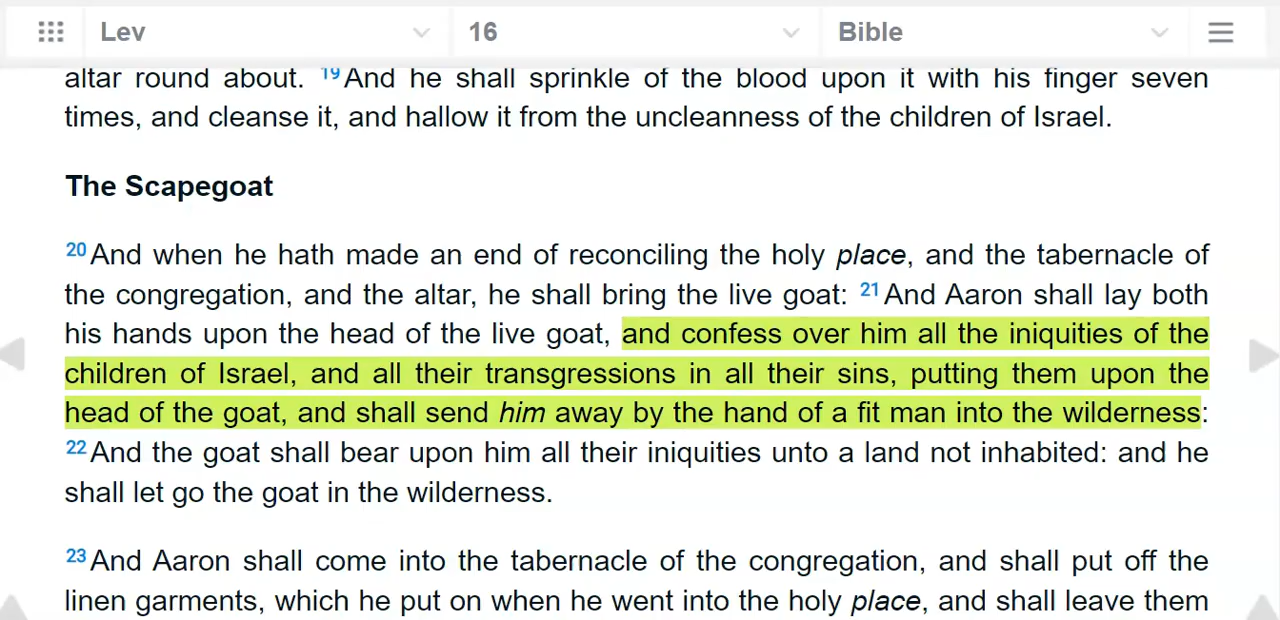 Lev 16 Bible
altar round about. 19 And he shall sprinkle of the blood upon it with his finger seven
times, and cleanse it, and hallow it from the uncleanness of the children of Israel.
The Scapegoat
20 And when he hath made an end of reconciling the holy place, and the tabernacle of
the congregation, and the altar, he shall bring the live goat: 21 And Aaron shall lay both
his hands upon the head of the live goat, and confess over him all the iniquities of the
children of Israel, and all their transgressions in all their sins, putting them upon the
head of the goat, and shall send him away by the hand of a fit man into the wilderness:
22 And the goat shall bear upon him all their iniquities unto a land not inhabited: and he
shall let go the goat in the wilderness.
23 And Aaron shall come into the tabernacle of the congregation, and shall put off the
linen garments, which he put on when he went into the holy place, and shall leave them